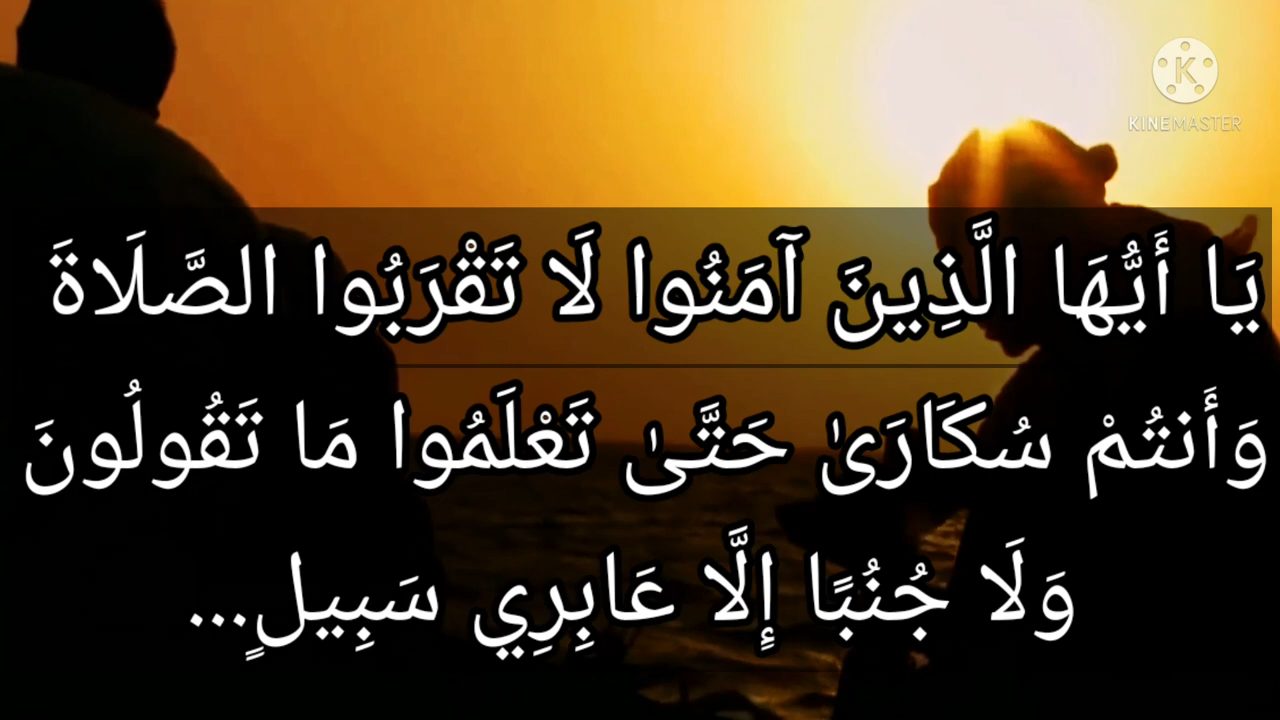 KINEMASTER
يَا أَيُّهَا الَّذِينَ آمَنُوا لَا تَقْرَبُوا الصَّلَاةَ
وَأَنتُمْ سُكَارَىٰ حَتَّىٰ تَعْلَمُوا مَا تَقُولُونَ
وَلَا جُنُبًا إِلَّا عَابِرِي سَبِيلٍ...